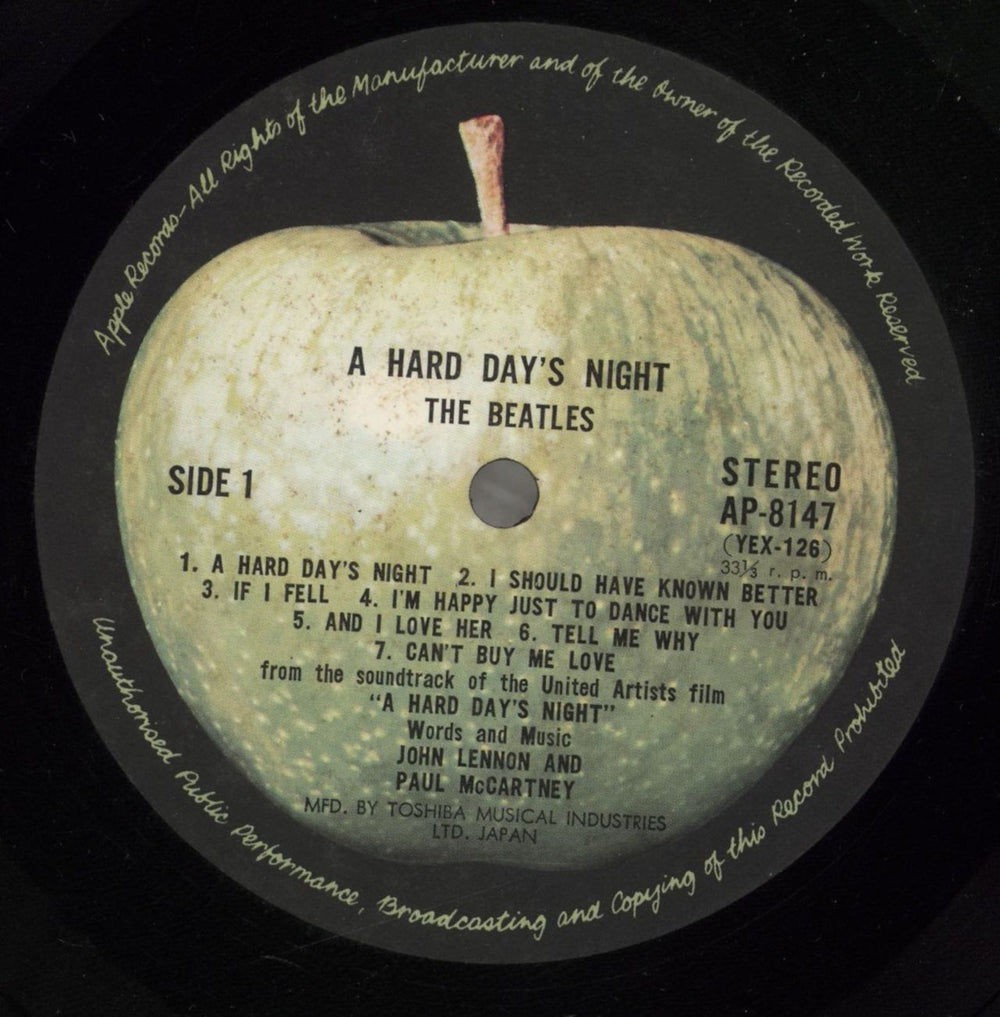 Apple Records-All Rights of the Manufacturer and of the Owner of the Recorded Work Reserved
A HARD DAY'S NIGHT
THE BEATLES
SIDE 1
STEREO
AP-8147
(YEX-126)
33⅓ r. p. m.
1. A HARD DAY'S NIGHT 2. I SHOULD HAVE KNOWN BETTER
3. IF I FELL 4. I'M HAPPY JUST TO DANCE WITH YOU
5. AND I LOVE HER 6. TELL ME WHY
7. CAN'T BUY ME LOVE
from the soundtrack of the United Artists film
"A HARD DAY'S NIGHT"
Words and Music
JOHN LENNON AND
PAUL McCARTNEY
MFD. BY TOSHIBA MUSICAL INDUSTRIES
LTD. JAPAN
Unauthorised Public Performance, Broadcasting and Copying of this Record Prohibited